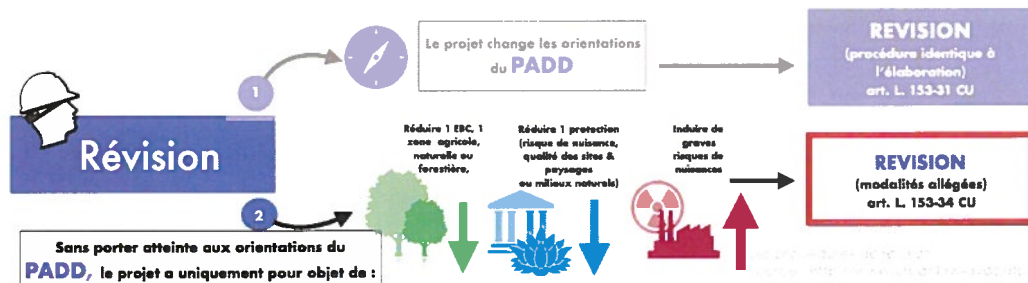 1
Le projet change les orientations
du PADD
REVISION
(procédure identique à
l'élaboration)
art. L. 153-31 CU
Révision
2
Sans porter atteinte aux orientations du
PADD, le projet a uniquement pour objet de :
Réduire 1 EBC, 1
zone agricole,
naturelle ou
forestière,
Réduire 1 protection
(risque de nuisance,
qualité des sites &
paysages
ou milieux naturels)
Induire de
graves
risques de
nuisances
REVISION
(modalités allégées)
art. L. 153-34 CU